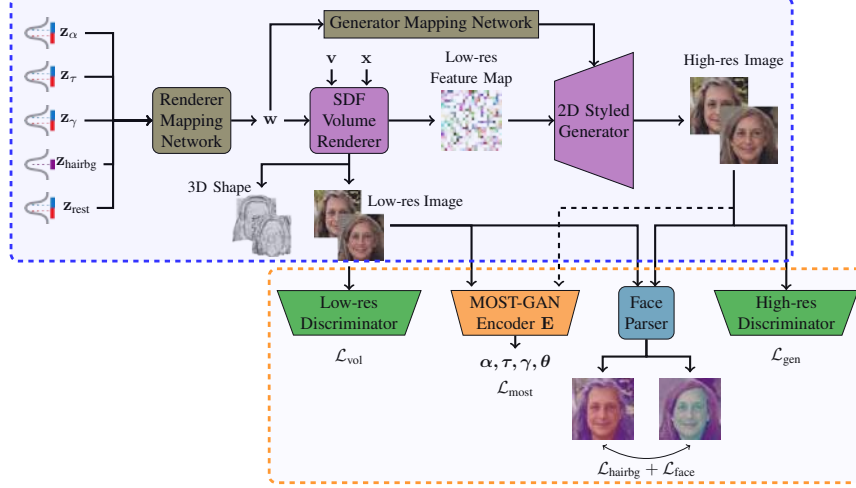 z_α
z_τ
z_γ
z_hairbg
z_rest
Renderer
Mapping
Network
w
Generator Mapping Network
v x
SDF
Volume
Renderer
Low-res
Feature Map
2D Styled
Generator
High-res Image
3D Shape
Low-res Image
Low-res
Discriminator
ℒ_vol
MOST-GAN
Encoder E
α, τ, γ, θ
ℒ_most
Face
Parser
High-res
Discriminator
ℒ_gen
ℒ_hairbg + ℒ_face